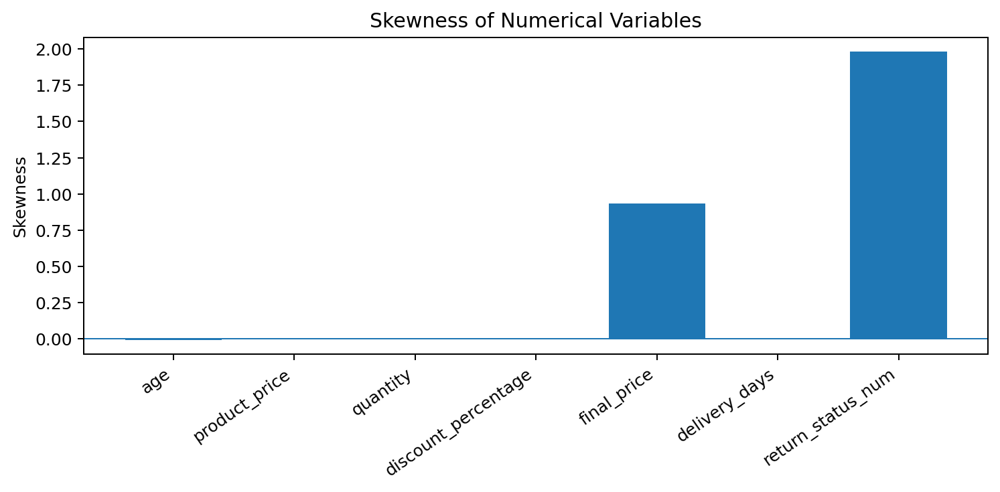 Skewness of Numerical Variables
Skewness
2.00
1.75
1.50
1.25
1.00
0.75
0.50
0.25
0.00
age
product_price
quantity
discount_percentage
final_price
delivery_days
return_status_num